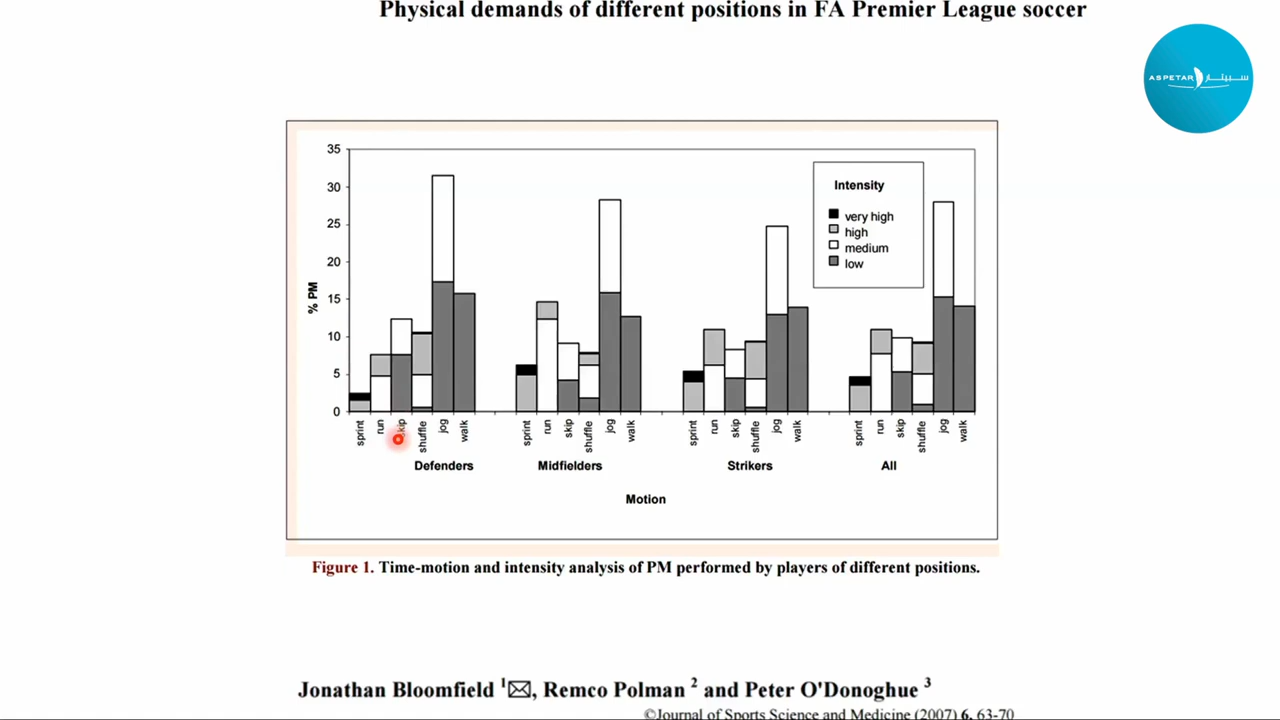 Physical demands of different positions in FA Premier League soccer
ASPETAR سبيتار
35
30
25
20
15
10
5
0
% PM
Intensity
very high
high
medium
low
sprint run skip shuffle jog walk
sprint run skip shuffle jog walk
sprint run skip shuffle jog walk
sprint run skip shuffle jog walk
Defenders Midfielders Strikers All
Motion
Figure 1. Time-motion and intensity analysis of PM performed by players of different positions.
Jonathan Bloomfield 1✉, Remco Polman 2 and Peter O'Donoghue 3
©Journal of Sports Science and Medicine (2007) 6, 63-70